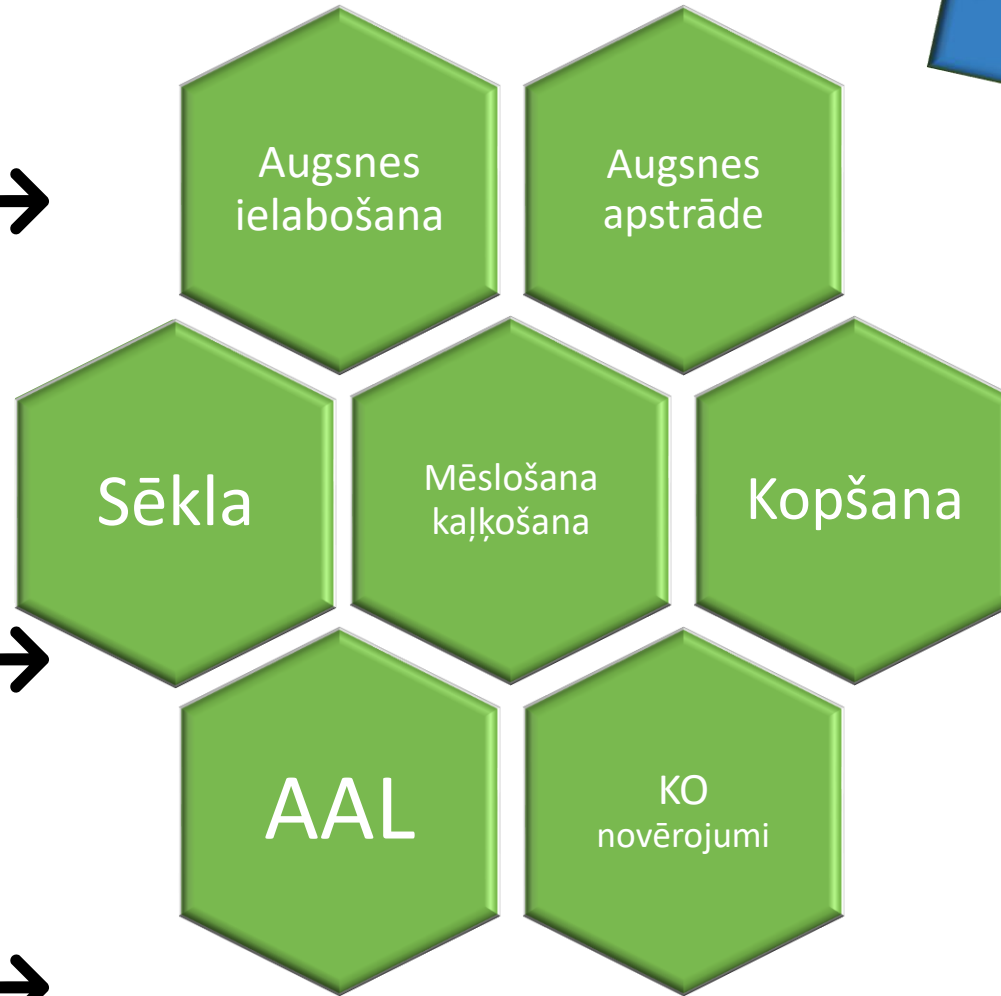 Augsnes
ielabošana
Augsnes
apstrāde
Sēkla
Mēslošana
kaļķošana
Kopšana
AAL
KO
novērojumi